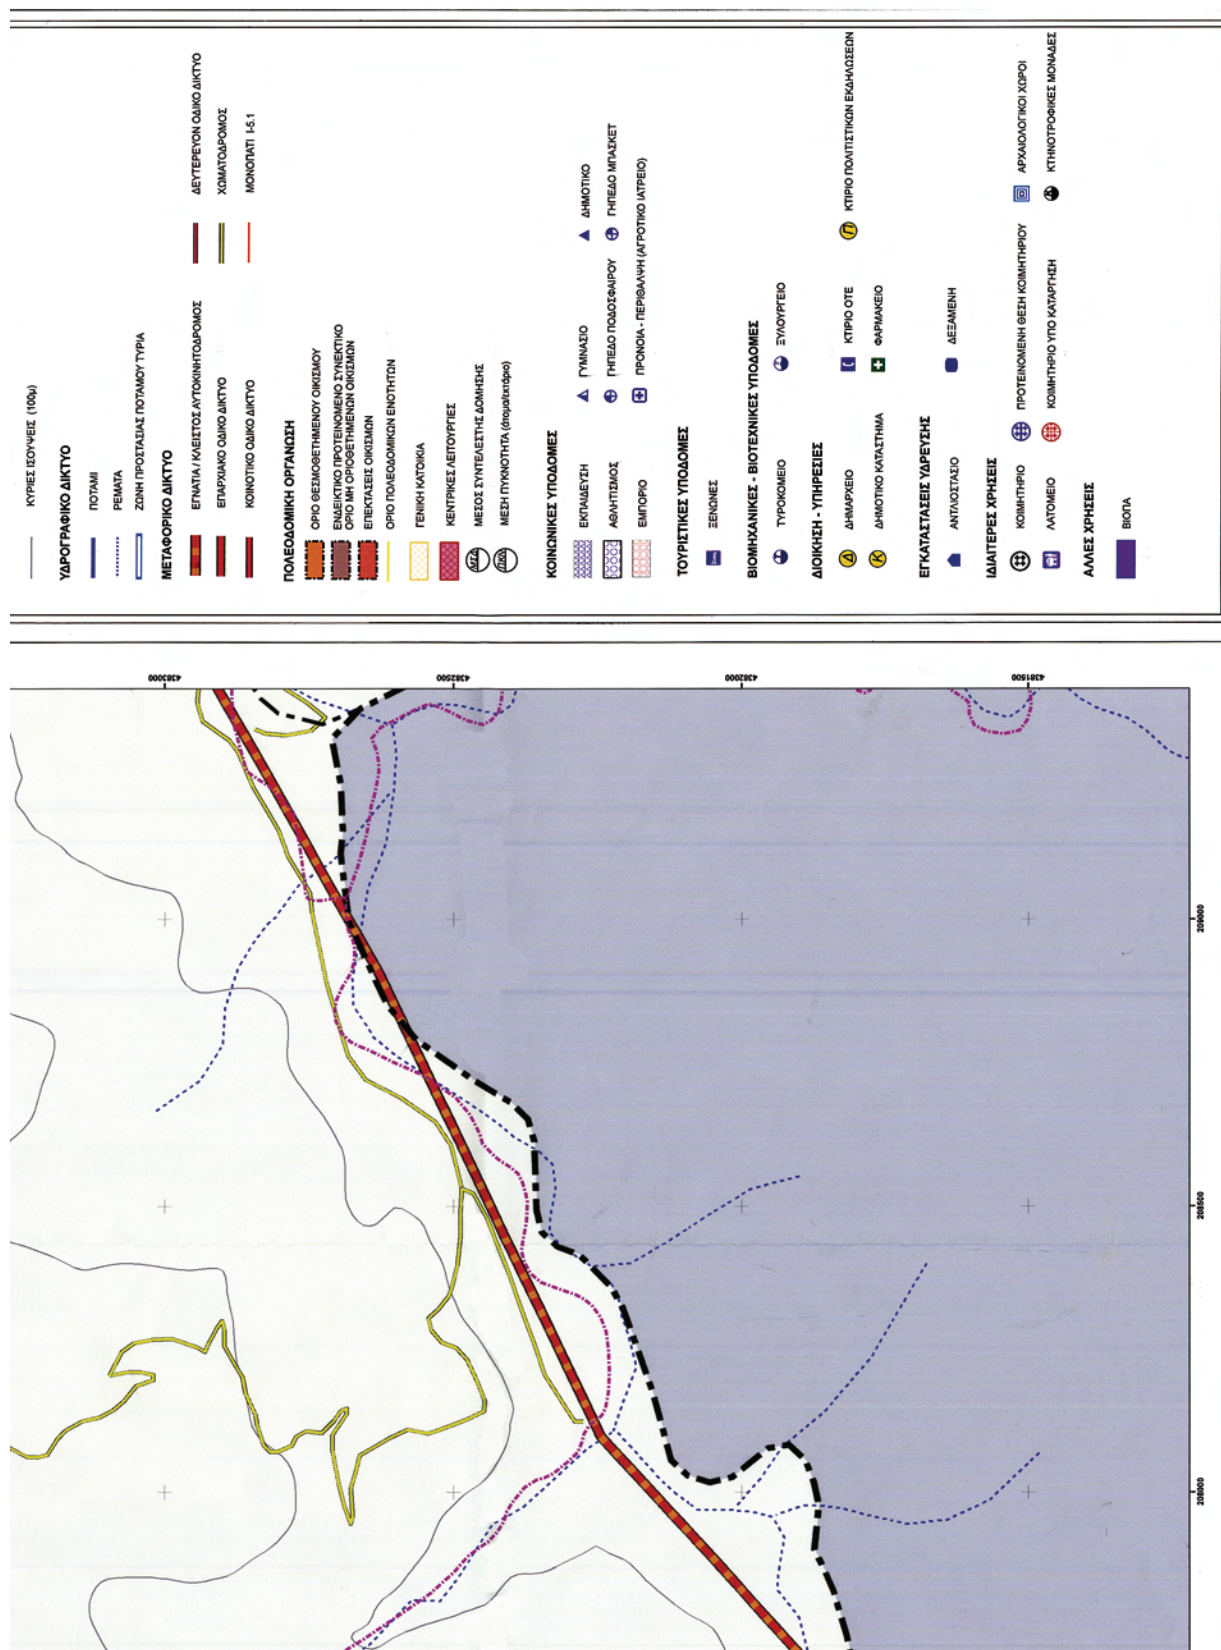 ΚΥΡΙΕΣ ΙΣΟΥΨΕΙΣ (100μ)
ΥΔΡΟΓΡΑΦΙΚΟ ΔΙΚΤΥΟ
ΠΟΤΑΜΙ
ΡΕΜΑΤΑ
ΖΩΝΗ ΠΡΟΣΤΑΣΙΑΣ ΠΟΤΑΜΟΥ ΤΥΡΙΑ
ΜΕΤΑΦΟΡΙΚΟ ΔΙΚΤΥΟ
ΕΓΝΑΤΙΑ / ΚΛΕΙΣΤΟΣ ΑΥΤΟΚΙΝΗΤΟΔΡΟΜΟΣ ΔΕΥΤΕΡΕΥΟΝ ΟΔΙΚΟ ΔΙΚΤΥΟ
ΕΠΑΡΧΙΑΚΟ ΟΔΙΚΟ ΔΙΚΤΥΟ ΧΩΜΑΤΟΔΡΟΜΟΣ
ΚΟΙΝΟΤΙΚΟ ΟΔΙΚΟ ΔΙΚΤΥΟ ΜΟΝΟΠΑΤΙ Ι-5.1
ΠΟΛΕΟΔΟΜΙΚΗ ΟΡΓΑΝΩΣΗ
ΟΡΙΟ ΘΕΣΜΟΘΕΤΗΜΕΝΟΥ ΟΙΚΙΣΜΟΥ
ΕΝΔΕΙΚΤΙΚΟ ΠΡΟΤΕΙΝΟΜΕΝΟ ΣΥΝΕΚΤΙΚΟ
ΟΡΙΟ ΜΗ ΟΡΙΟΘΕΤΗΜΕΝΩΝ ΟΙΚΙΣΜΩΝ
ΕΠΕΚΤΑΣΕΙΣ ΟΙΚΙΣΜΩΝ
ΟΡΙΟ ΠΟΛΕΟΔΟΜΙΚΩΝ ΕΝΟΤΗΤΩΝ
ΓΕΝΙΚΗ ΚΑΤΟΙΚΙΑ
ΚΕΝΤΡΙΚΕΣ ΛΕΙΤΟΥΡΓΙΕΣ
ΜΣΔ ΜΕΣΟΣ ΣΥΝΤΕΛΕΣΤΗΣ ΔΟΜΗΣΗΣ
ΜΕΣΗ ΠΥΚΝΟΤΗΤΑ (άτομα/εκτάριο)
ΚΟΙΝΩΝΙΚΕΣ ΥΠΟΔΟΜΕΣ
ΕΚΠΑΙΔΕΥΣΗ ΓΥΜΝΑΣΙΟ ΔΗΜΟΤΙΚΟ
ΑΘΛΗΤΙΣΜΟΣ ΓΗΠΕΔΟ ΠΟΔΟΣΦΑΙΡΟΥ ΓΗΠΕΔΟ ΜΠΑΣΚΕΤ
ΕΜΠΟΡΙΟ ΠΡΟΝΟΙΑ - ΠΕΡΙΘΑΛΨΗ (ΑΓΡΟΤΙΚΟ ΙΑΤΡΕΙΟ)
ΤΟΥΡΙΣΤΙΚΕΣ ΥΠΟΔΟΜΕΣ
ΞΕΝΩΝΕΣ
ΒΙΟΜΗΧΑΝΙΚΕΣ - ΒΙΟΤΕΧΝΙΚΕΣ ΥΠΟΔΟΜΕΣ
ΤΥΡΟΚΟΜΕΙΟ ΞΥΛΟΥΡΓΕΙΟ
ΔΙΟΙΚΗΣΗ - ΥΠΗΡΕΣΙΕΣ
Δ ΔΗΜΑΡΧΕΙΟ ΚΤΙΡΙΟ ΟΤΕ Π ΚΤΙΡΙΟ ΠΟΛΙΤΙΣΤΙΚΩΝ ΕΚΔΗΛΩΣΕΩΝ
Κ ΔΗΜΟΤΙΚΟ ΚΑΤΑΣΤΗΜΑ ΦΑΡΜΑΚΕΙΟ
ΕΓΚΑΤΑΣΤΑΣΕΙΣ ΥΔΡΕΥΣΗΣ
ΑΝΤΛΙΟΣΤΑΣΙΟ ΔΕΞΑΜΕΝΗ
ΙΔΙΑΙΤΕΡΕΣ ΧΡΗΣΕΙΣ
ΚΟΙΜΗΤΗΡΙΟ ΠΡΟΤΕΙΝΟΜΕΝΗ ΘΕΣΗ ΚΟΙΜΗΤΗΡΙΟΥ ΑΡΧΑΙΟΛΟΓΙΚΟΙ ΧΩΡΟΙ
ΛΑΤΟΜΕΙΟ ΚΟΙΜΗΤΗΡΙΟ ΥΠΟ ΚΑΤΑΡΓΗΣΗ ΚΤΗΝΟΤΡΟΦΙΚΕΣ ΜΟΝΑΔΕΣ
ΑΛΛΕΣ ΧΡΗΣΕΙΣ
ΒΙΟΠΑ
4383000
4382500
4382000
4381500
208000
208500
209000